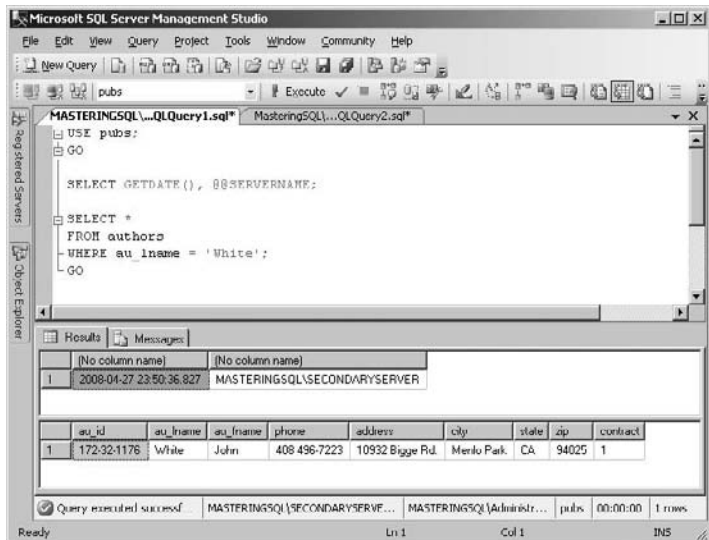 Microsoft SQL Server Management Studio
File Edit View Query Project Tools Window Community Help
New Query
pubs Execute
MASTERINGSQL\...QLQuery1.sql* MasteringSQL\...QLQuery2.sql*
Registered Servers
Object Explorer
USE pubs;
GO
SELECT GETDATE(), @@SERVERNAME;
SELECT *
FROM authors
WHERE au_lname = 'White';
GO
Results Messages
(No column name) (No column name)
1 2008-04-27 23:50:36.827 MASTERINGSQL\SECONDARYSERVER
au_id au_lname au_fname phone address city state zip contract
1 172-32-1176 White John 408 496-7223 10932 Bigge Rd. Menlo Park CA 94025 1
Query executed successf... MASTERINGSQL\SECONDARYSERVE... MASTERINGSQL\Administr... pubs 00:00:00 1 rows
Ready Ln 1 Col 1 INS